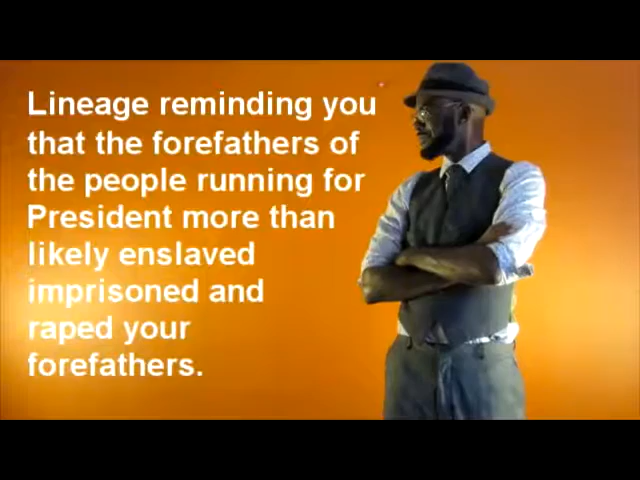 Lineage reminding you
that the forefathers of
the people running for
President more than
likely enslaved
imprisoned and
raped your
forefathers.